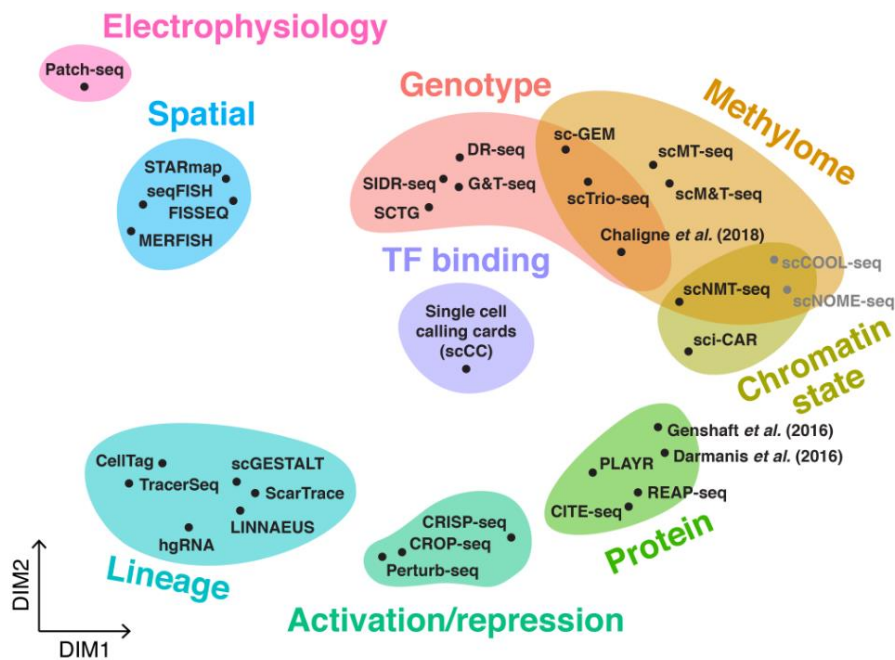 Electrophysiology
Patch-seq
Spatial
STARmap
seqFISH
FISSEQ
MERFISH
Genotype
DR-seq
SIDR-seq
G&T-seq
SCTG
sc-GEM
scTrio-seq
Chaligne et al. (2018)
Methylome
scMT-seq
scM&T-seq
scCOOL-seq
scNMT-seq
scNOME-seq
sci-CAR
Chromatin
state
TF binding
Single cell
calling cards
(scCC)
Genshaft et al. (2016)
Darmanis et al. (2016)
PLAYR
REAP-seq
CITE-seq
Protein
CellTag
scGESTALT
TracerSeq
ScarTrace
LINNAEUS
hgRNA
Lineage
CRISP-seq
CROP-seq
Perturb-seq
Activation/repression
DIM2
DIM1